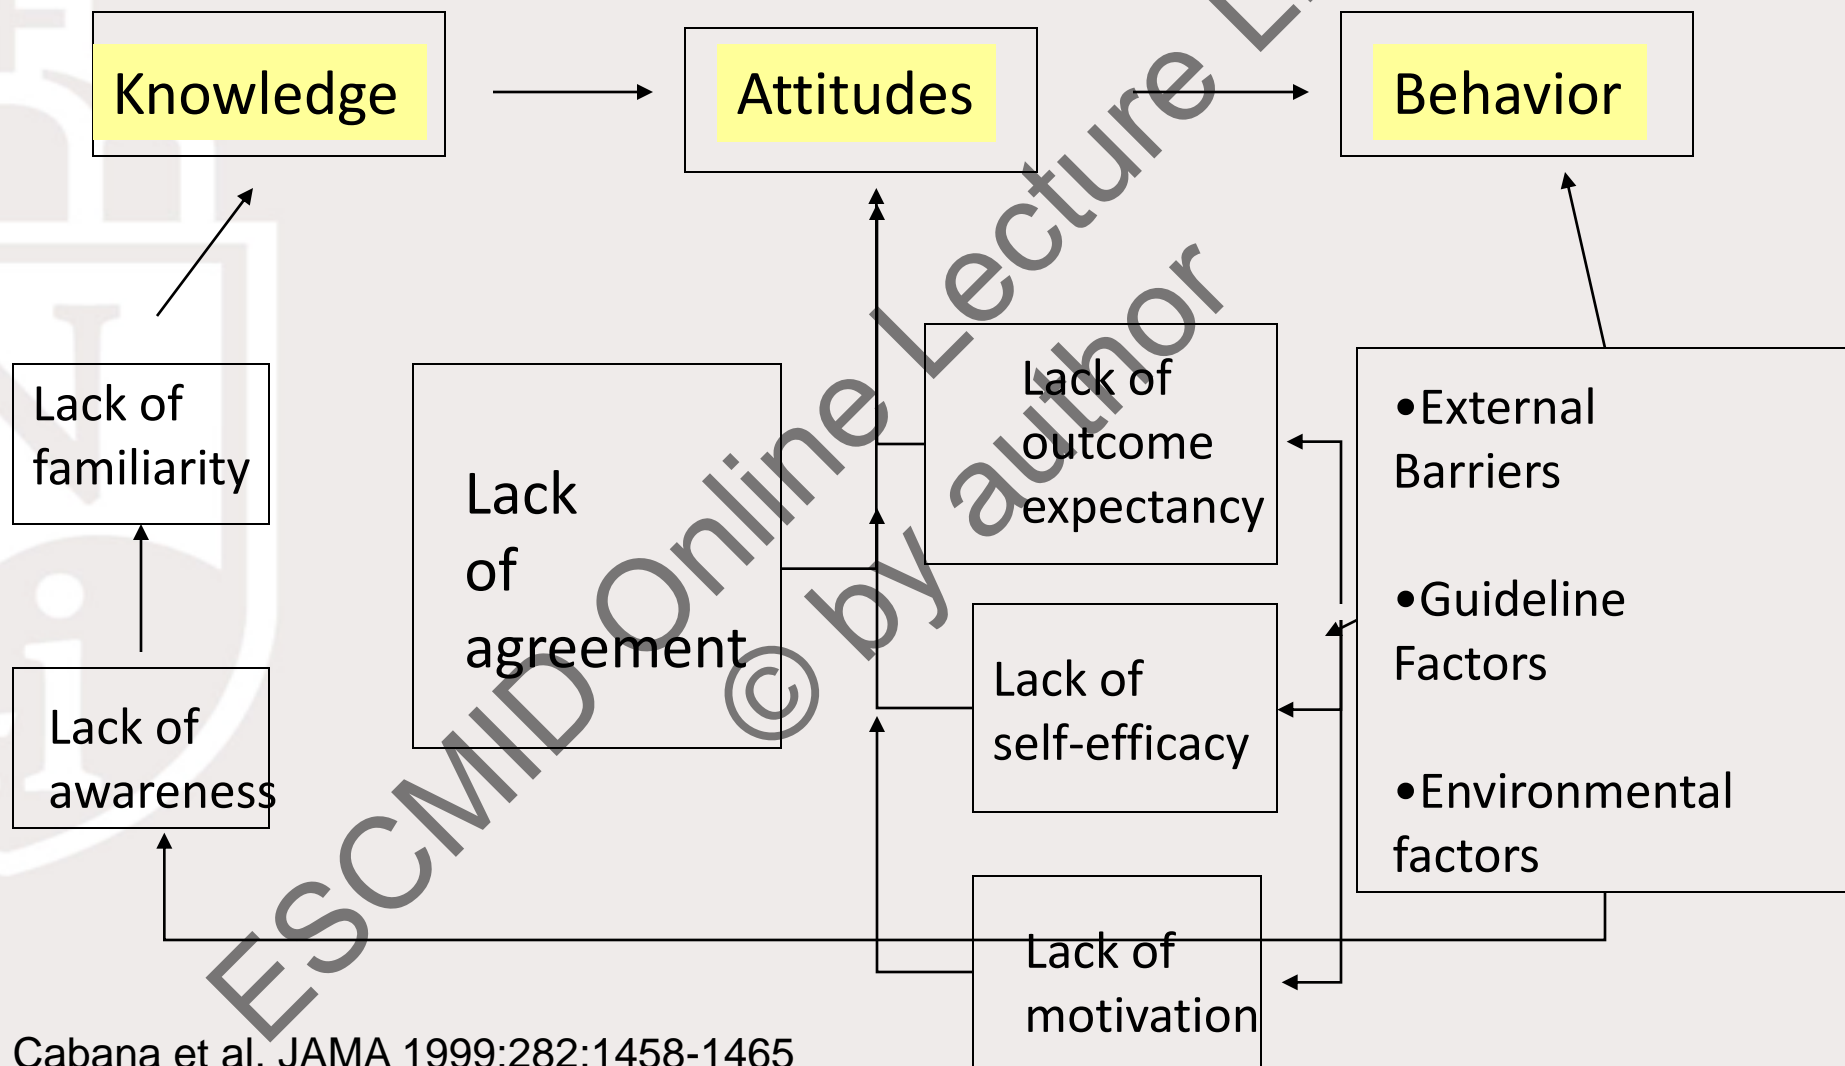 Knowledge
Attitudes
Behavior
Lack of
familiarity
Lack of
awareness
Lack
of
agreement
Lack of
outcome
expectancy
Lack of
self-efficacy
Lack of
motivation
•External
Barriers
•Guideline
Factors
•Environmental
factors
ESCMID Online Lecture
© by author
Cabana et al. JAMA 1999;282:1458-1465